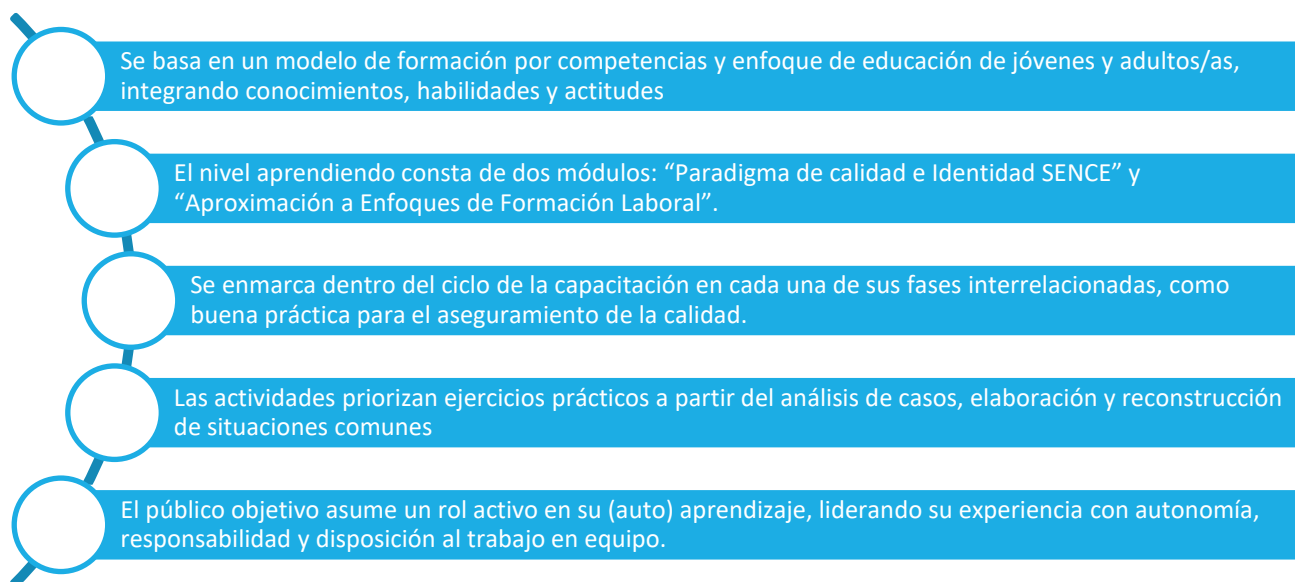 Se basa en un modelo de formación por competencias y enfoque de educación de jóvenes y adultos/as,
integrando conocimientos, habilidades y actitudes
El nivel aprendiendo consta de dos módulos: “Paradigma de calidad e Identidad SENCE” y
“Aproximación a Enfoques de Formación Laboral”.
Se enmarca dentro del ciclo de la capacitación en cada una de sus fases interrelacionadas, como
buena práctica para el aseguramiento de la calidad.
Las actividades priorizan ejercicios prácticos a partir del análisis de casos, elaboración y reconstrucción
de situaciones comunes
El público objetivo asume un rol activo en su (auto) aprendizaje, liderando su experiencia con autonomía,
responsabilidad y disposición al trabajo en equipo.